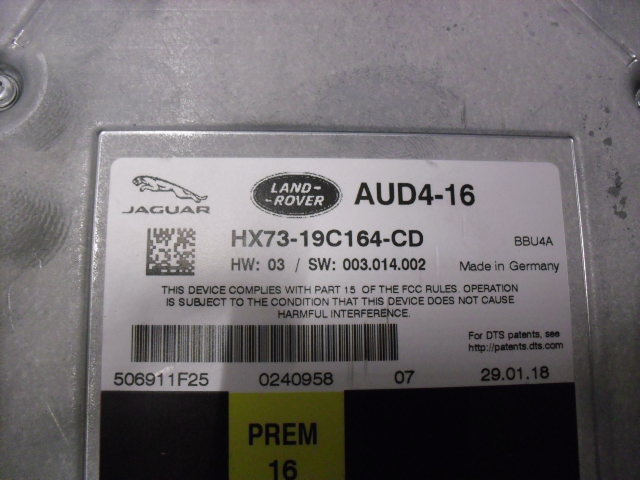 JAGUAR
LAND-
ROVER
AUD4-16
HX73-19C164-CD
BBU4A
HW: 03 / SW: 003.014.002
Made in Germany
THIS DEVICE COMPLIES WITH PART 15 OF THE FCC RULES. OPERATION
IS SUBJECT TO THE CONDITION THAT THIS DEVICE DOES NOT CAUSE
HARMFUL INTERFERENCE.
For DTS patents, see
http://patents.dts.com.
506911F25 0240958 07 29.01.18
PREM
16